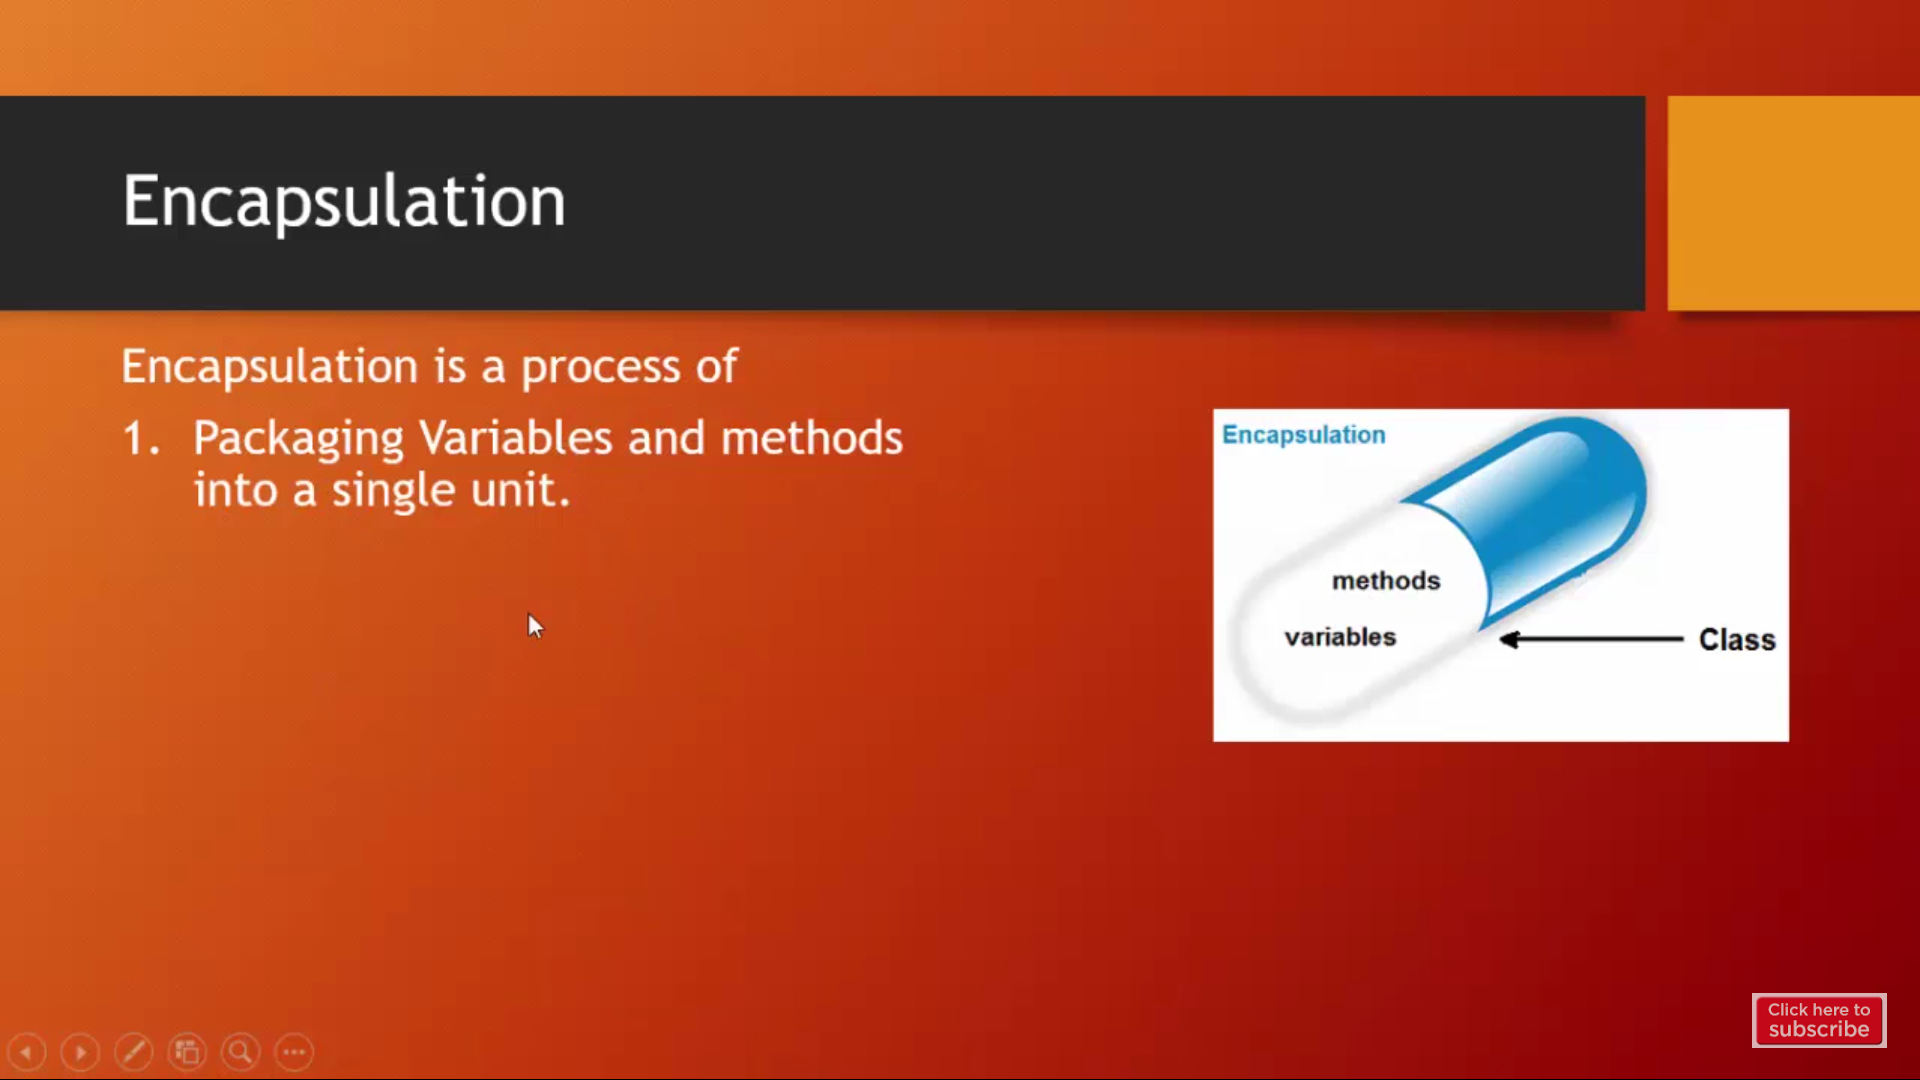 Encapsulation
Encapsulation is a process of
1. Packaging Variables and methods
into a single unit.
Encapsulation
methods
variables
Class
Click here to
subscribe